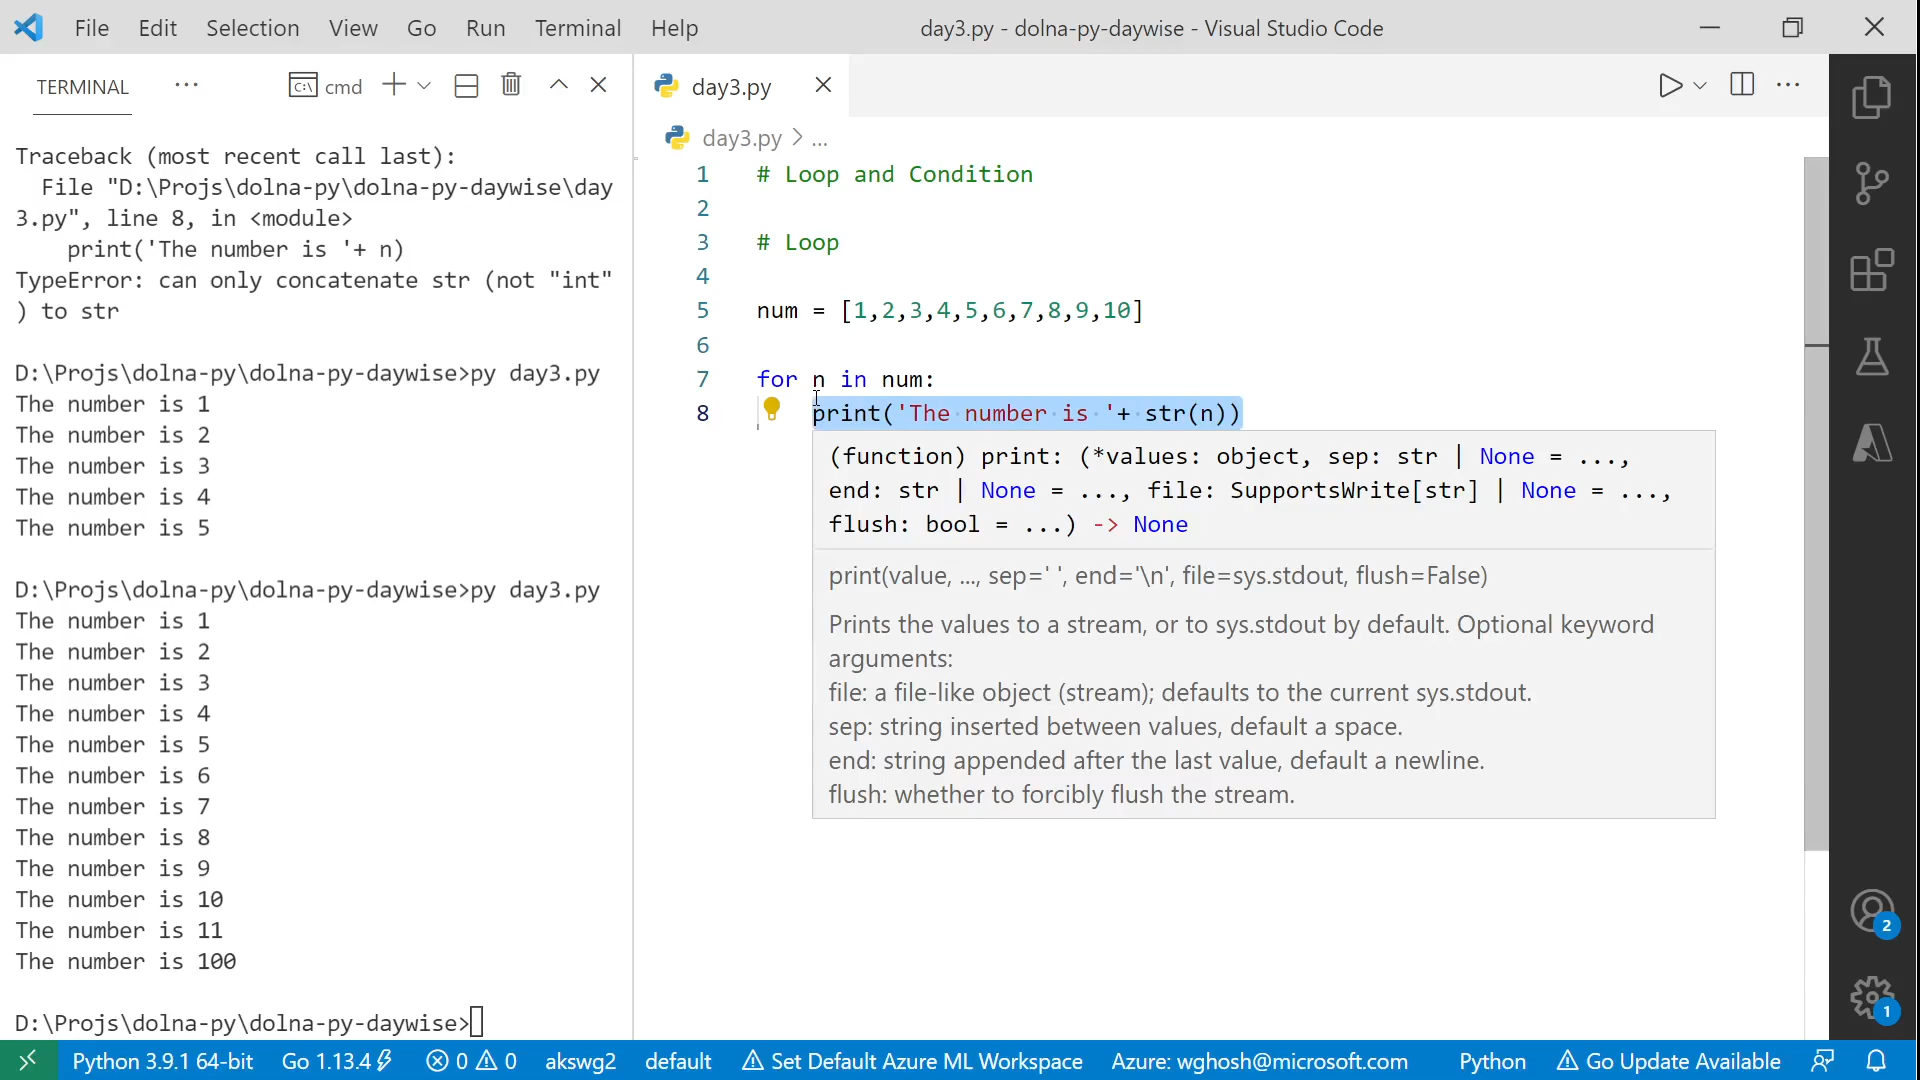 File Edit Selection View Go Run Terminal Help
day3.py - dolna-py-daywise - Visual Studio Code
TERMINAL
cmd
Traceback (most recent call last):
  File "D:\Projs\dolna-py\dolna-py-daywise\day
3.py", line 8, in <module>
    print('The number is '+ n)
TypeError: can only concatenate str (not "int"
) to str
D:\Projs\dolna-py\dolna-py-daywise>py day3.py
The number is 1
The number is 2
The number is 3
The number is 4
The number is 5
D:\Projs\dolna-py\dolna-py-daywise>py day3.py
The number is 1
The number is 2
The number is 3
The number is 4
The number is 5
The number is 6
The number is 7
The number is 8
The number is 9
The number is 10
The number is 11
The number is 100
D:\Projs\dolna-py\dolna-py-daywise>
day3.py
day3.py > ...
1 # Loop and Condition
2
3 # Loop
4
5 num = [1,2,3,4,5,6,7,8,9,10]
6
7 for n in num:
8 print('The number is '+ str(n))
(function) print: (*values: object, sep: str | None = ...,
end: str | None = ..., file: SupportsWrite[str] | None = ...,
flush: bool = ...) -> None
print(value, ..., sep=' ', end='\n', file=sys.stdout, flush=False)
Prints the values to a stream, or to sys.stdout by default. Optional keyword
arguments:
file: a file-like object (stream); defaults to the current sys.stdout.
sep: string inserted between values, default a space.
end: string appended after the last value, default a newline.
flush: whether to forcibly flush the stream.
2
1
Python 3.9.1 64-bit Go 1.13.4 0 0 akswg2 default Set Default Azure ML Workspace Azure: wghosh@microsoft.com Python Go Update Available